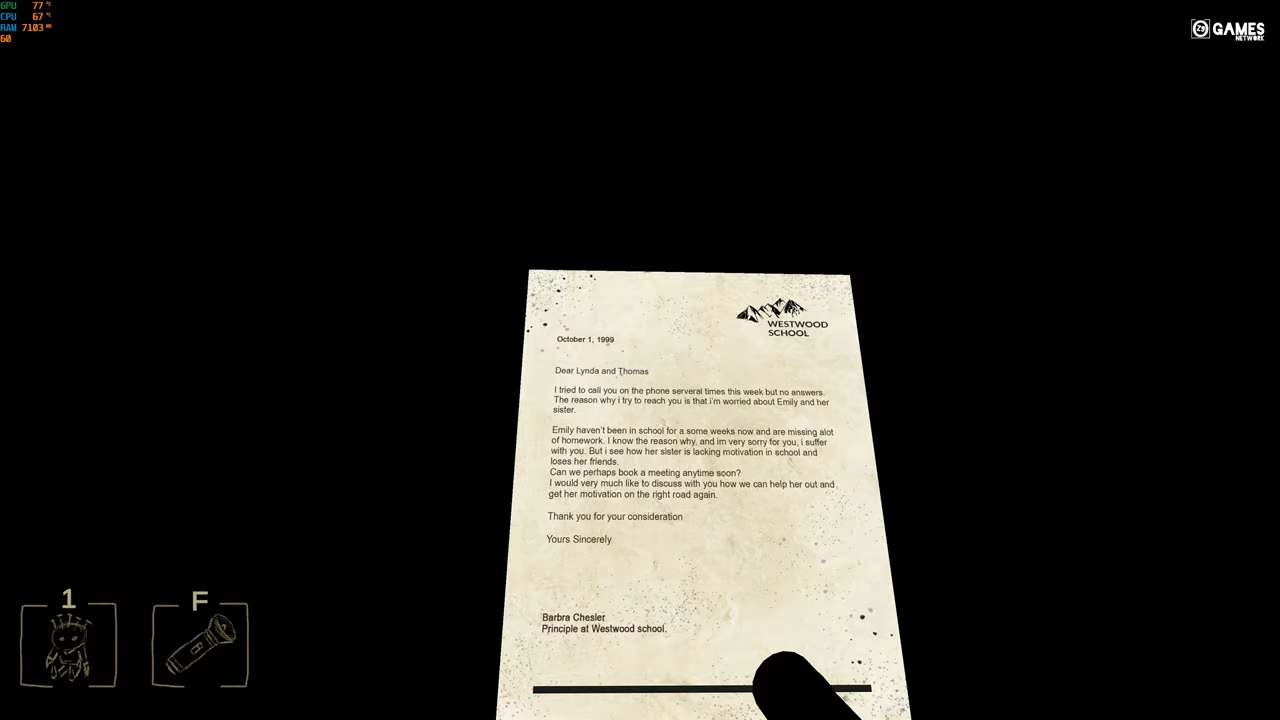 GPU 77 °C
CPU 67 °C
RAM 7103 MB
60
Z9 GAMES
NETWORK
WESTWOOD
SCHOOL
October 1, 1999
Dear Lynda and Thomas
I tried to call you on the phone serveral times this week but no answers.
The reason why i try to reach you is that i'm worried about Emily and her
sister.
Emily haven't been in school for a some weeks now and are missing alot
of homework. I know the reason why, and im very sorry for you, i suffer
with you. But i see how her sister is lacking motivation in school and
loses her friends.
Can we perhaps book a meeting anytime soon?
I would very much like to discuss with you how we can help her out and
get her motivation on the right road again.
Thank you for your consideration
Yours Sincerely
Barbra Chesler
Principle at Westwood school.
1
F